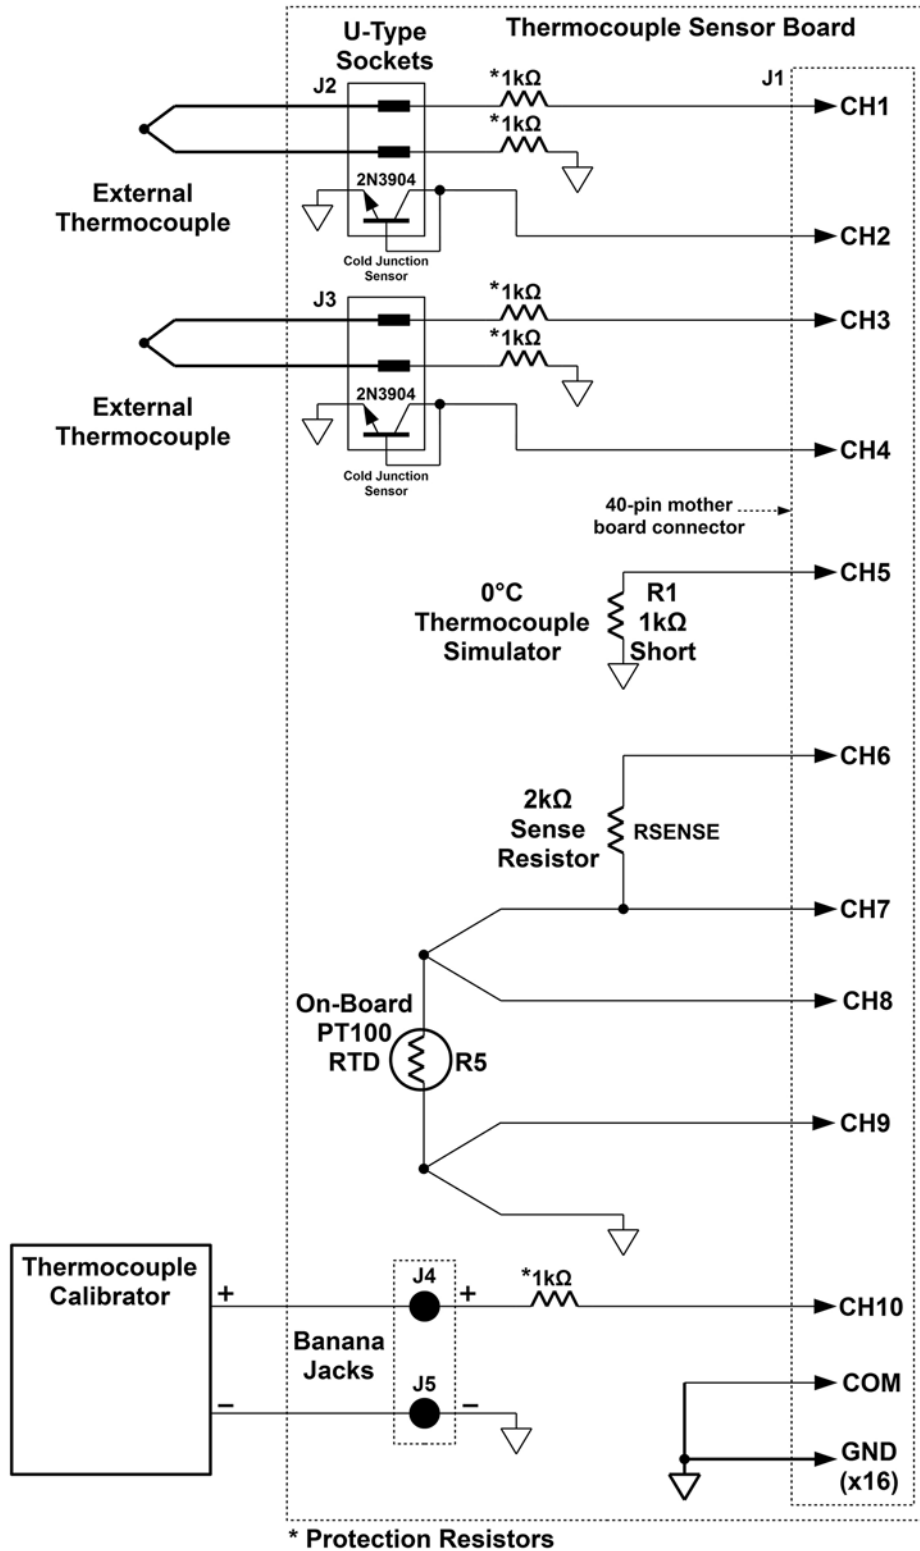 Thermocouple Sensor Board
U-Type
Sockets
J2
*1kΩ
J1
CH1
*1kΩ
2N3904
External
Thermocouple
CH2
Cold Junction
Sensor
J3
*1kΩ
CH3
*1kΩ
2N3904
External
Thermocouple
CH4
Cold Junction
Sensor
40-pin mother
board connector
CH5
0°C
Thermocouple
Simulator
R1
1kΩ
Short
CH6
2kΩ
Sense
Resistor
RSENSE
CH7
CH8
On-Board
PT100
RTD
R5
CH9
Thermocouple
Calibrator
+
J4
+
*1kΩ
CH10
Banana
Jacks
J5
−
−
COM
GND
(x16)
* Protection Resistors